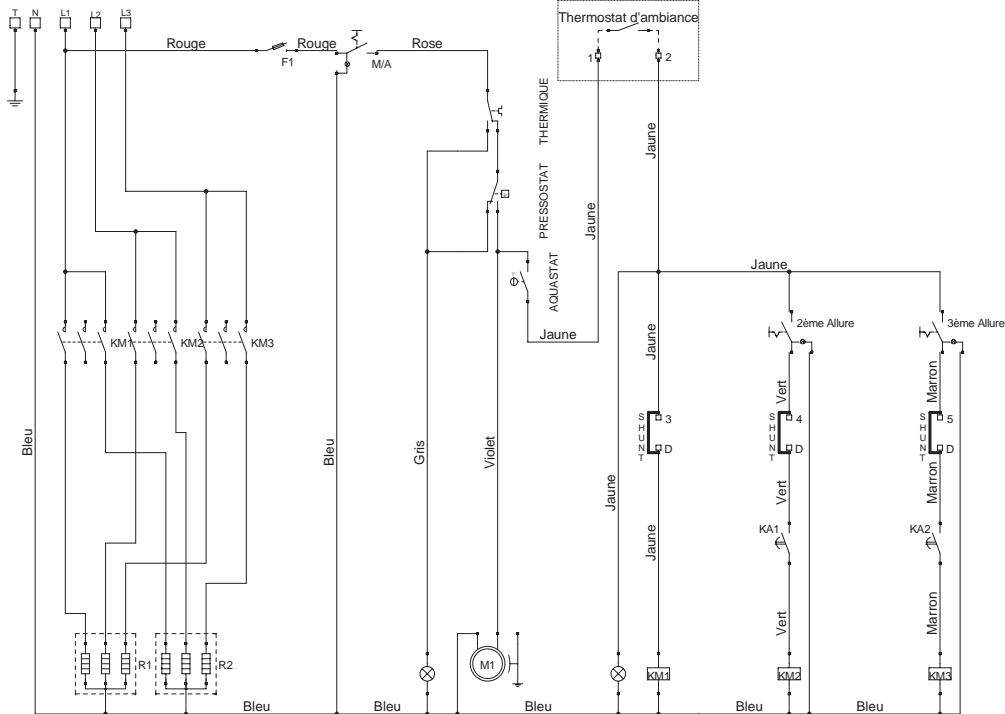 T N L1 L2 L3
Thermostat d'ambiance
Rouge Rouge Rose
F1 M/A
1 2
THERMIQUE
PRESSOSTAT
AQUASTAT
Jaune
Jaune
Jaune
Jaune
KM1 KM2 KM3
2ème Allure 3ème Allure
Jaune
Vert Marron
SHUNT 3 D
SHUNT 4 D
SHUNT 5 D
Bleu
Bleu
Gris
Violet
Jaune
Jaune
Vert Marron
KA1 KA2
Vert Marron
R1 R2
M1
KM1 KM2 KM3
Bleu Bleu Bleu Bleu Bleu